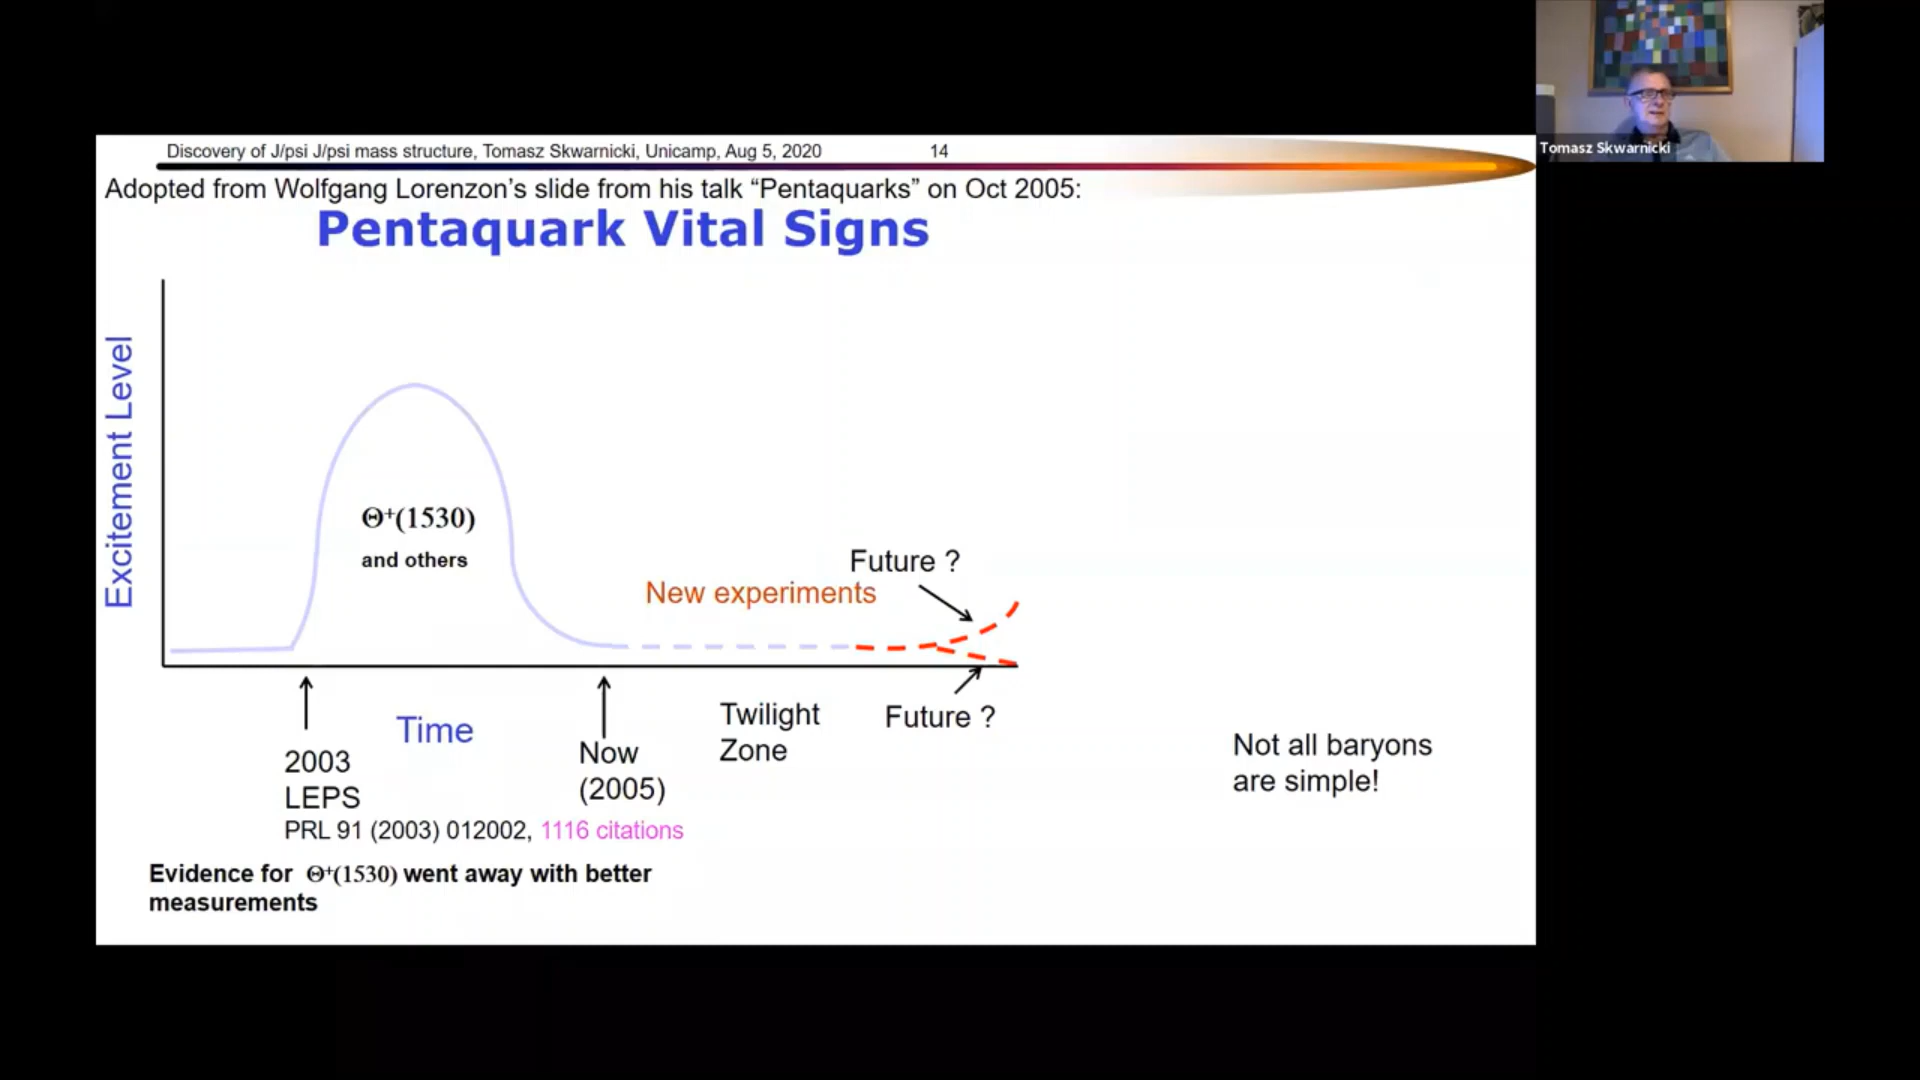 Discovery of J/psi J/psi mass structure, Tomasz Skwarnicki, Unicamp, Aug 5, 2020 14
Tomasz Skwarnicki
Adopted from Wolfgang Lorenzon’s slide from his talk “Pentaquarks” on Oct 2005:
Pentaquark Vital Signs
Excitement Level
Θ⁺(1530)
and others
Future ?
New experiments
Time
2003
LEPS
PRL 91 (2003) 012002, 1116 citations
Now
(2005)
Twilight
Zone
Future ?
Not all baryons
are simple!
Evidence for Θ⁺(1530) went away with better
measurements